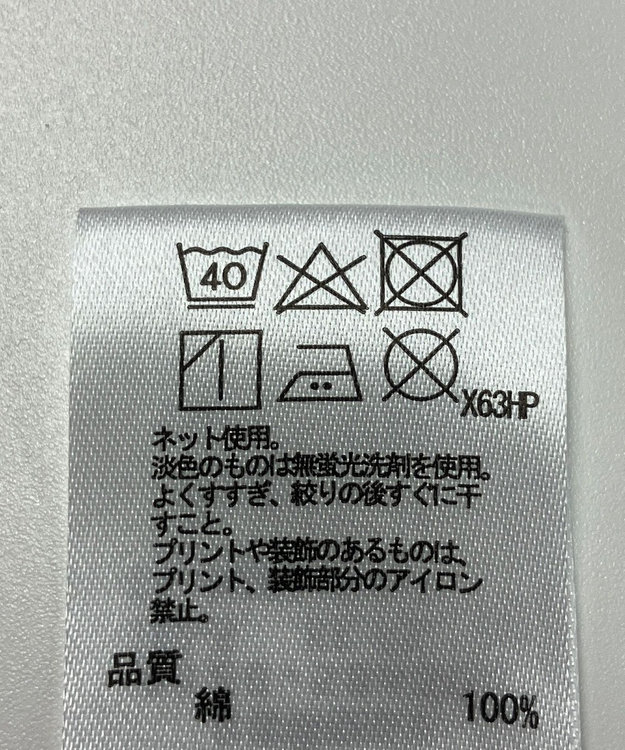 40
X63HP
ネット使用。
淡色のものは無蛍光洗剤を使用。
よくすすぎ、絞りの後すぐに干
すこと。
プリントや装飾のあるものは、
プリント、装飾部分のアイロン
禁止。
品質
綿 100%